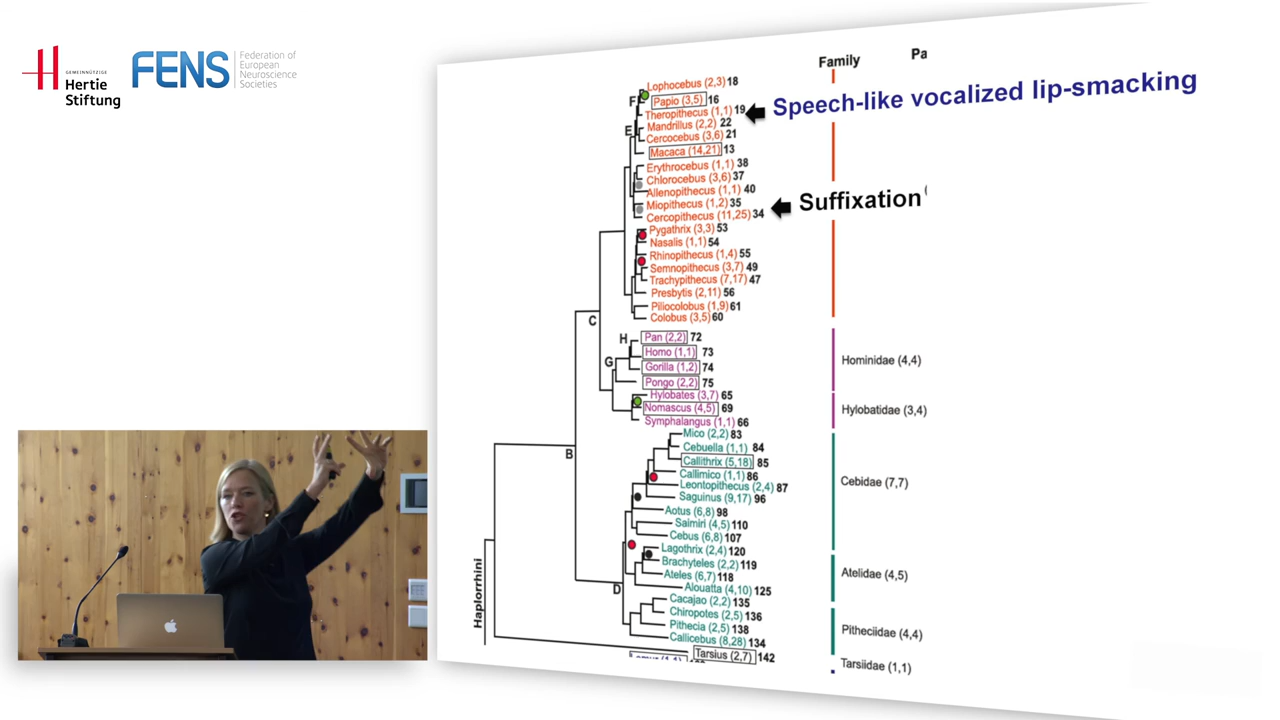 GEMEINNÜTZIGE
Hertie
Stiftung
FENS
Federation of
European
Neuroscience
Societies
Family
Pa
Lophocebus (2,3) 18
F
Papio (3,5) 16
Theropithecus (1,1) 19
Speech-like vocalized lip-smacking
Mandrillus (2,2) 22
E
Cercocebus (3,6) 21
Macaca (14,21) 13
Erythrocebus (1,1) 38
Chlorocebus (3,6) 37
Allenopithecus (1,1) 40
Miopithecus (1,2) 35
Suffixation
Cercopithecus (11,25) 34
Pygathrix (3,3) 53
Nasalis (1,1) 54
Rhinopithecus (1,4) 55
Semnopithecus (3,7) 49
Trachypithecus (7,17) 47
Presbytis (2,11) 56
Piliocolobus (1,9) 61
Colobus (3,5) 60
C
H
Pan (2,2) 72
Homo (1,1) 73
G
Gorilla (1,2) 74
Hominidae (4,4)
Pongo (2,2) 75
Hylobates (3,7) 65
Nomascus (4,5) 69
Hylobatidae (3,4)
Symphalangus (1,1) 66
Mico (2,2) 83
B
Cebuella (1,1) 84
Callithrix (5,18) 85
Callimico (1,1) 86
Leontopithecus (2,4) 87
Cebidae (7,7)
Saguinus (9,17) 96
Aotus (6,8) 98
Saimiri (4,5) 110
Cebus (6,8) 107
Lagothrix (2,4) 120
Brachyteles (2,2) 119
Ateles (6,7) 118
Atelidae (4,5)
D
Alouatta (4,10) 125
Cacajao (2,2) 135
Chiropotes (2,5) 136
Pithecia (2,5) 138
Pitheciidae (4,4)
Callicebus (8,28) 134
Haplorrhini
Tarsius (2,7) 142
Tarsiidae (1,1)